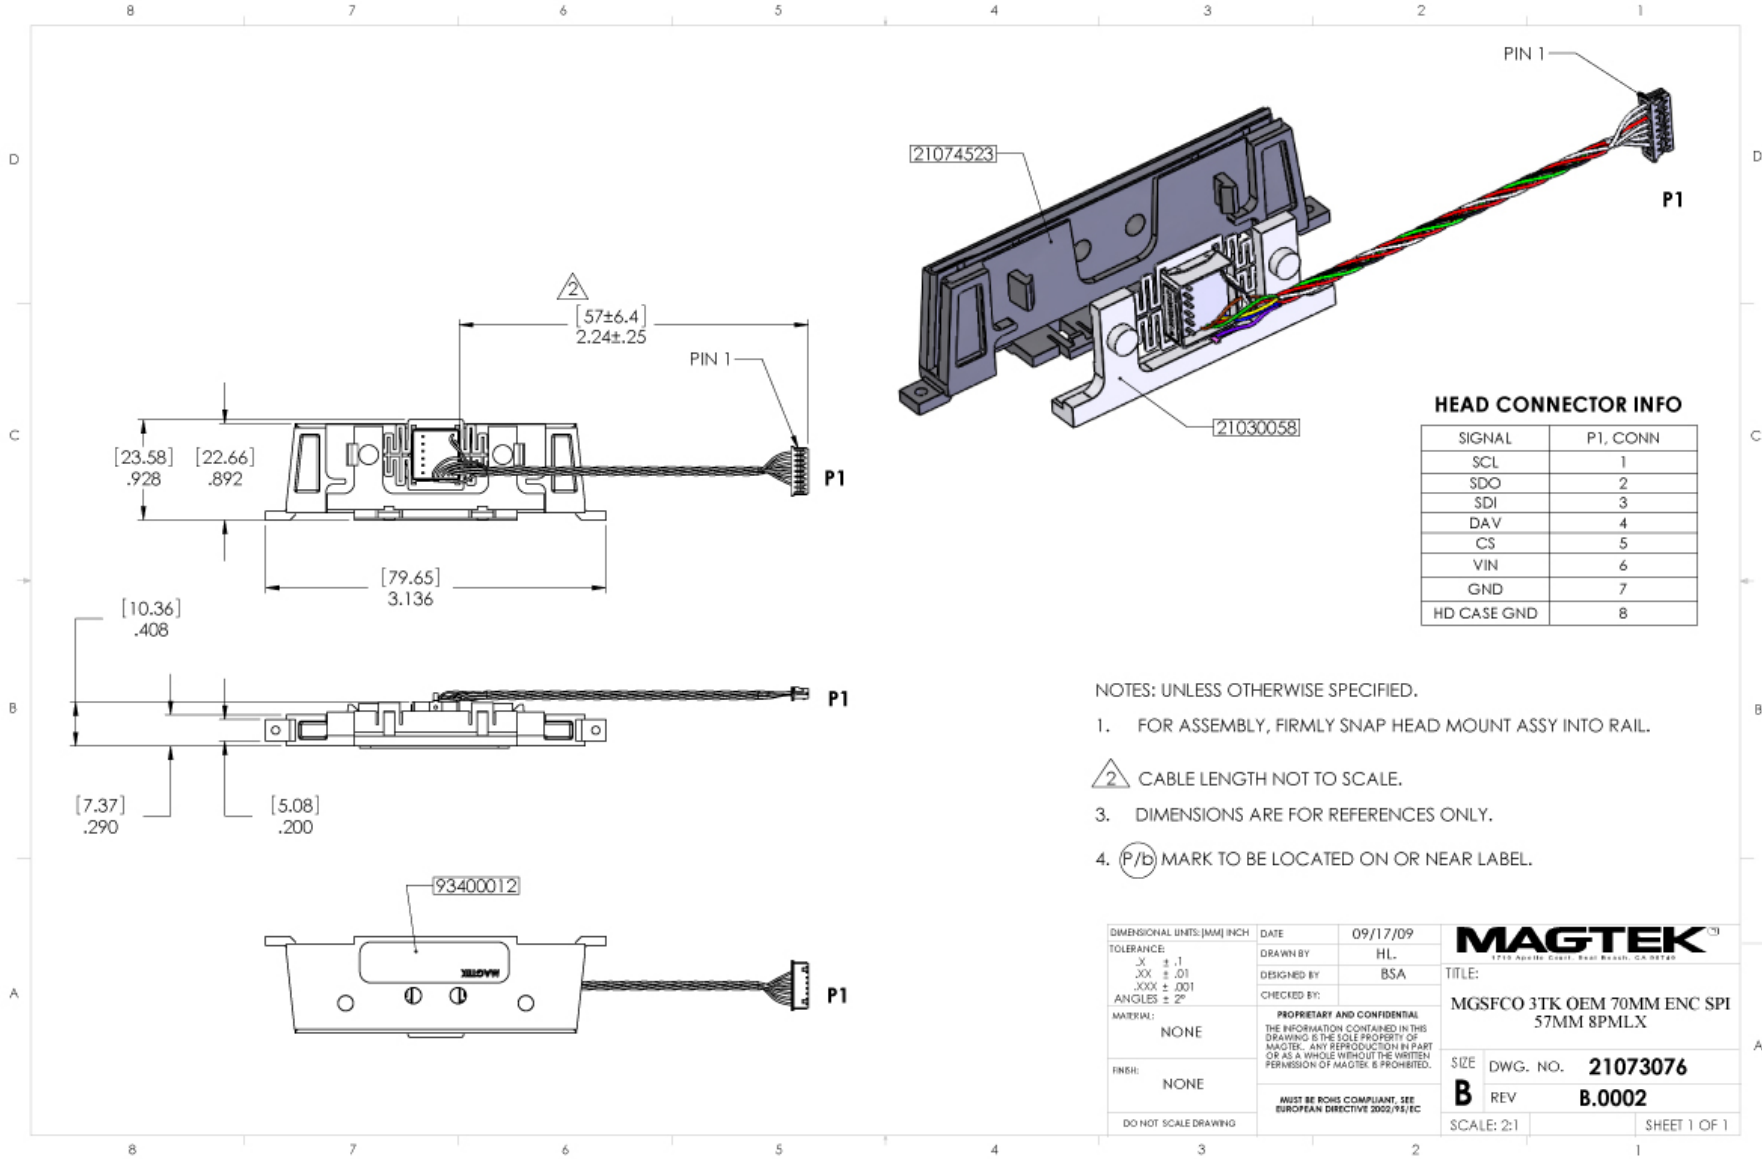 8 7 6 5 4 3 2 1
PIN 1
D
D
21074523
P1
2
[57±6.4]
2.24±.25
PIN 1
21030058
HEAD CONNECTOR INFO
SIGNAL P1, CONN
SCL 1
SDO 2
SDI 3
DAV 4
CS 5
VIN 6
GND 7
HD CASE GND 8
C
C
[23.58]
.928
[22.66]
.892
P1
[79.65]
3.136
[10.36]
.408
B
B
P1
[7.37]
.290
[5.08]
.200
NOTES: UNLESS OTHERWISE SPECIFIED.
1. FOR ASSEMBLY, FIRMLY SNAP HEAD MOUNT ASSY INTO RAIL.
2 CABLE LENGTH NOT TO SCALE.
3. DIMENSIONS ARE FOR REFERENCES ONLY.
4. P/b MARK TO BE LOCATED ON OR NEAR LABEL.
93400012
MAGTEK
P1
A
A
DIMENSIONAL UNITS: [MM] INCH
TOLERANCE:
.X ± .1
.XX ± .01
.XXX ± .001
ANGLES ± 2°
MATERIAL:
NONE
FINISH:
NONE
DO NOT SCALE DRAWING
DATE 09/17/09
DRAWN BY HL.
DESIGNED BY BSA
CHECKED BY:
PROPRIETARY AND CONFIDENTIAL
THE INFORMATION CONTAINED IN THIS
DRAWING IS THE SOLE PROPERTY OF
MAGTEK. ANY REPRODUCTION IN PART
OR AS A WHOLE WITHOUT THE WRITTEN
PERMISSION OF MAGTEK IS PROHIBITED.
MUST BE ROHS COMPLIANT, SEE
EUROPEAN DIRECTIVE 2002/95/EC
MAGTEK
1710 Apollo Court, Seal Beach, CA 90740
TITLE:
MGSFCO 3TK OEM 70MM ENC SPI
57MM 8PMLX
SIZE
B
DWG. NO. 21073076
REV B.0002
SCALE: 2:1
SHEET 1 OF 1
8 7 6 5 4 3 2 1